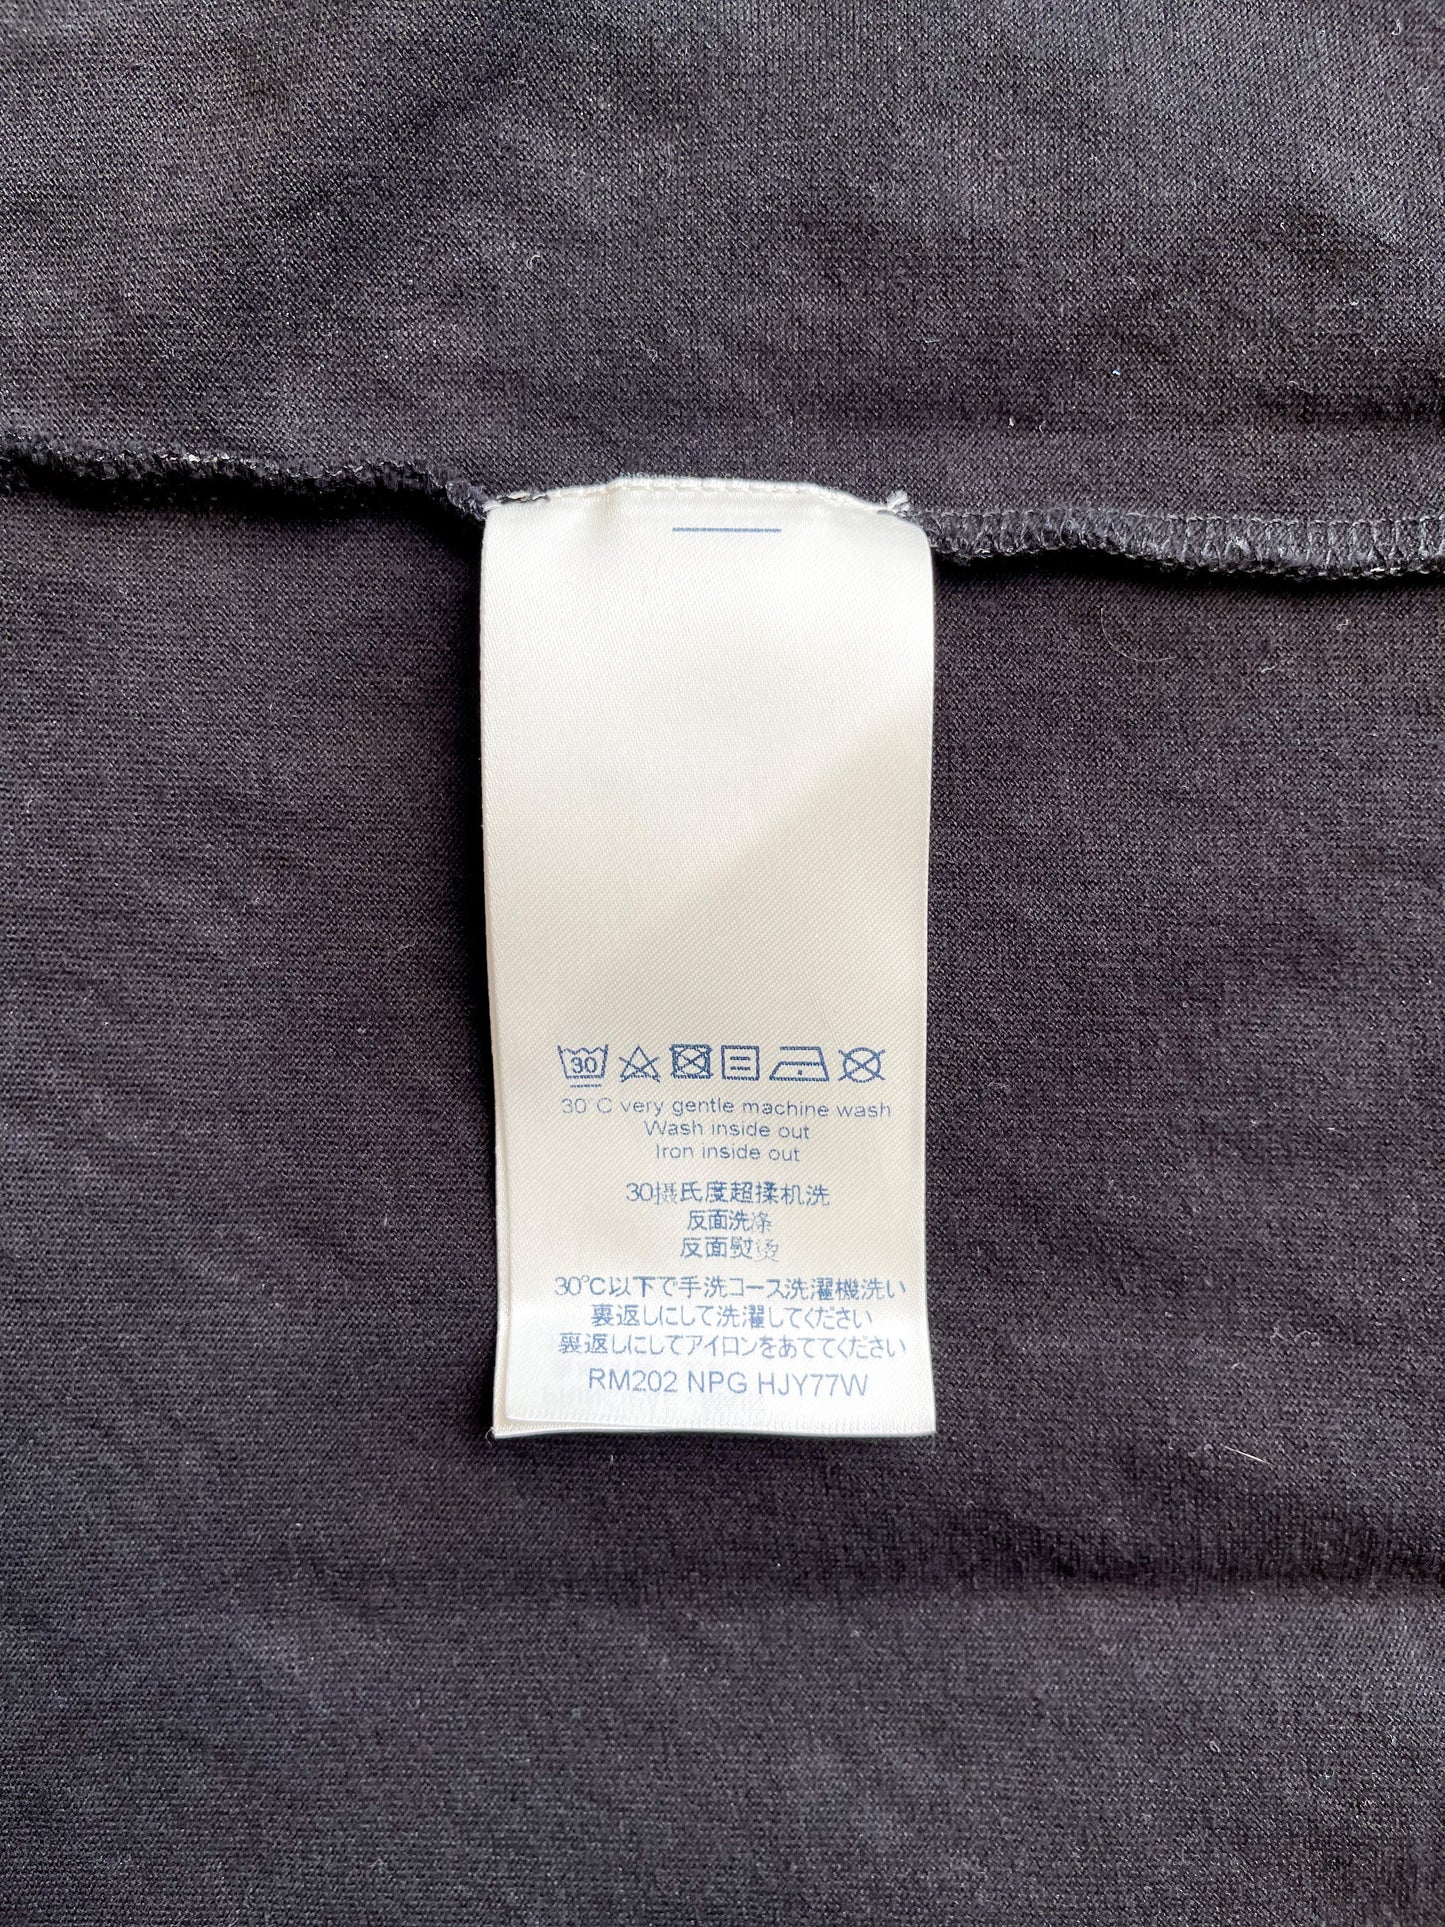 30
30°C very gentle machine wash
Wash inside out
Iron inside out
30摄氏度超揉机洗
反面洗涤
反面熨烫
30°C以下で手洗コース洗濯機洗い
裏返しにして洗濯してください
裏返しにしてアイロンをあててください
RM202 NPG HJY77W